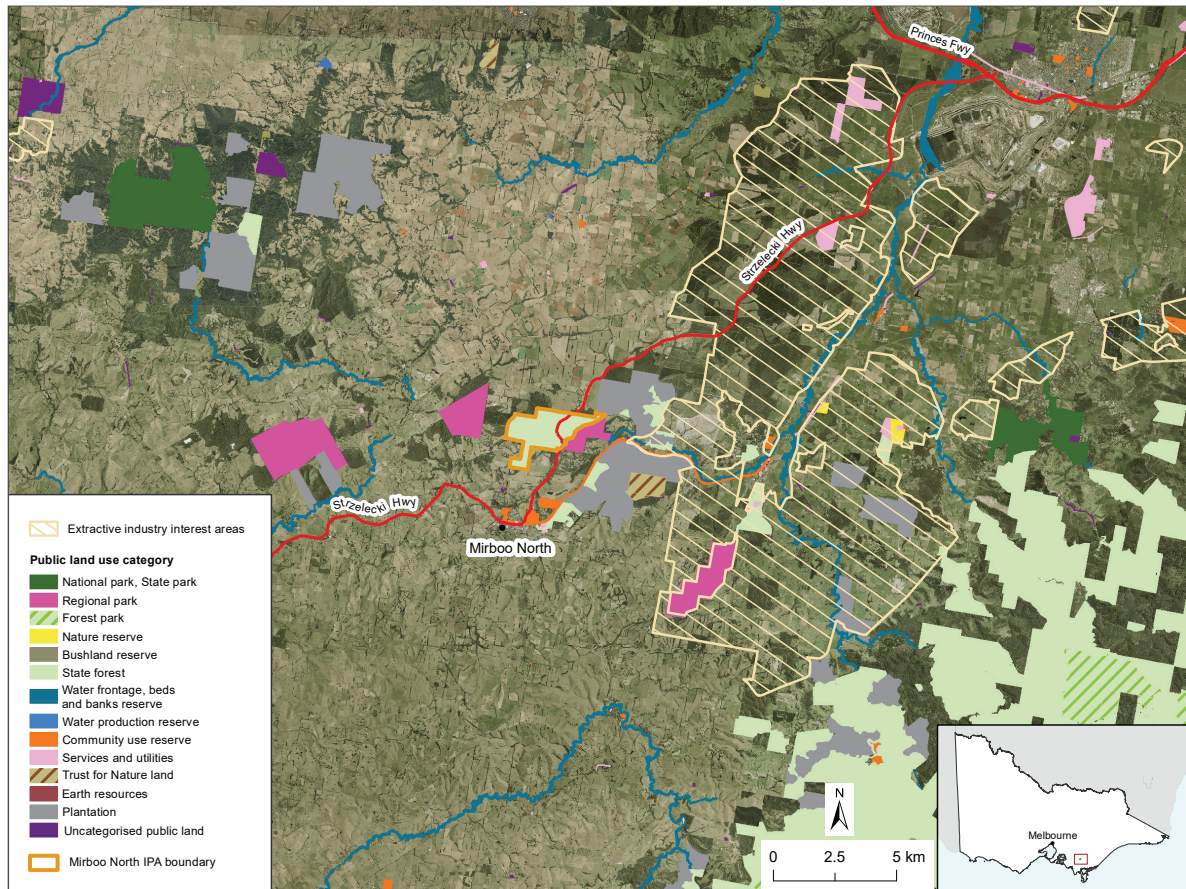 Princes Fwy
Strzelecki Hwy
Strzelecki Hwy
Mirboo North
Extractive industry interest areas
Public land use category
National park, State park
Regional park
Forest park
Nature reserve
Bushland reserve
State forest
Water frontage, beds
and banks reserve
Water production reserve
Community use reserve
Services and utilities
Trust for Nature land
Earth resources
Plantation
Uncategorised public land
Mirboo North IPA boundary
N
0 2.5 5 km
Melbourne